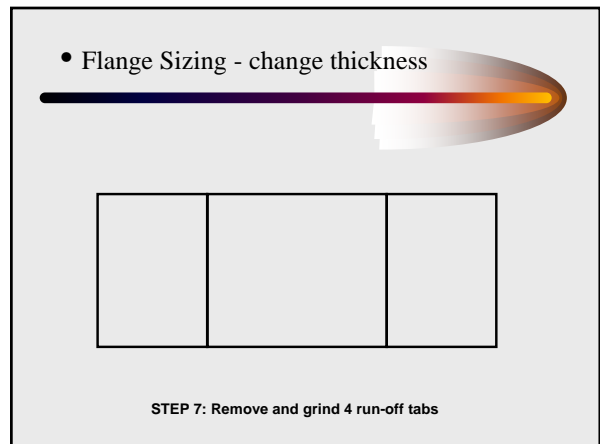 • Flange Sizing - change thickness
STEP 7: Remove and grind 4 run-off tabs